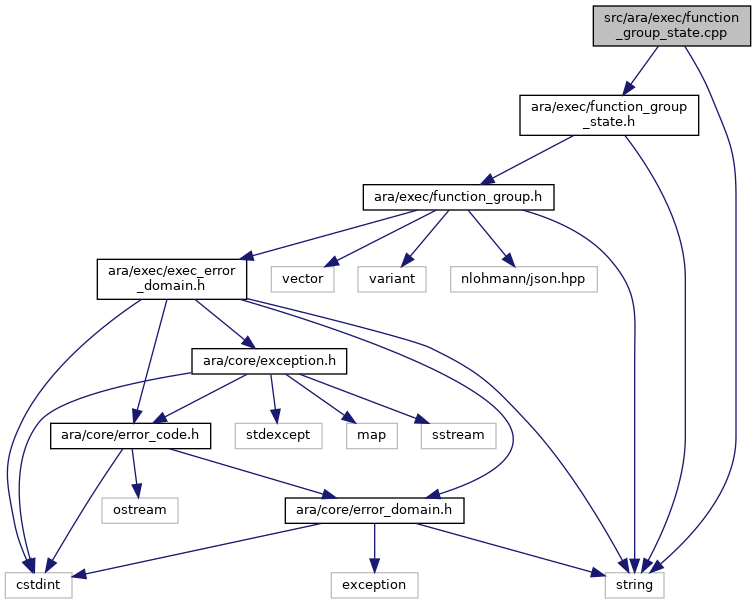 src/ara/exec/function
_group_state.cpp
ara/exec/function_group
_state.h
ara/exec/function_group.h
ara/exec/exec_error
_domain.h
vector
variant
nlohmann/json.hpp
ara/core/exception.h
ara/core/error_code.h
stdexcept
map
sstream
ostream
ara/core/error_domain.h
cstdint
exception
string